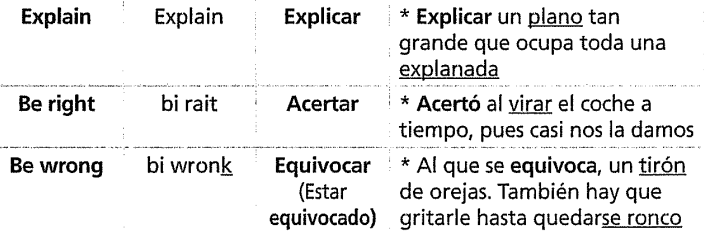 Explain Explain Explicar * Explicar un plano tan
grande que ocupa toda una
explanada
Be right bi rait Acertar * Acertó al virar el coche a
tiempo, pues casi nos la damos
Be wrong bi wronk Equivocar * Al que se equivoca, un tirón
(Estar de orejas. También hay que
equivocado) gritarle hasta quedarse ronco